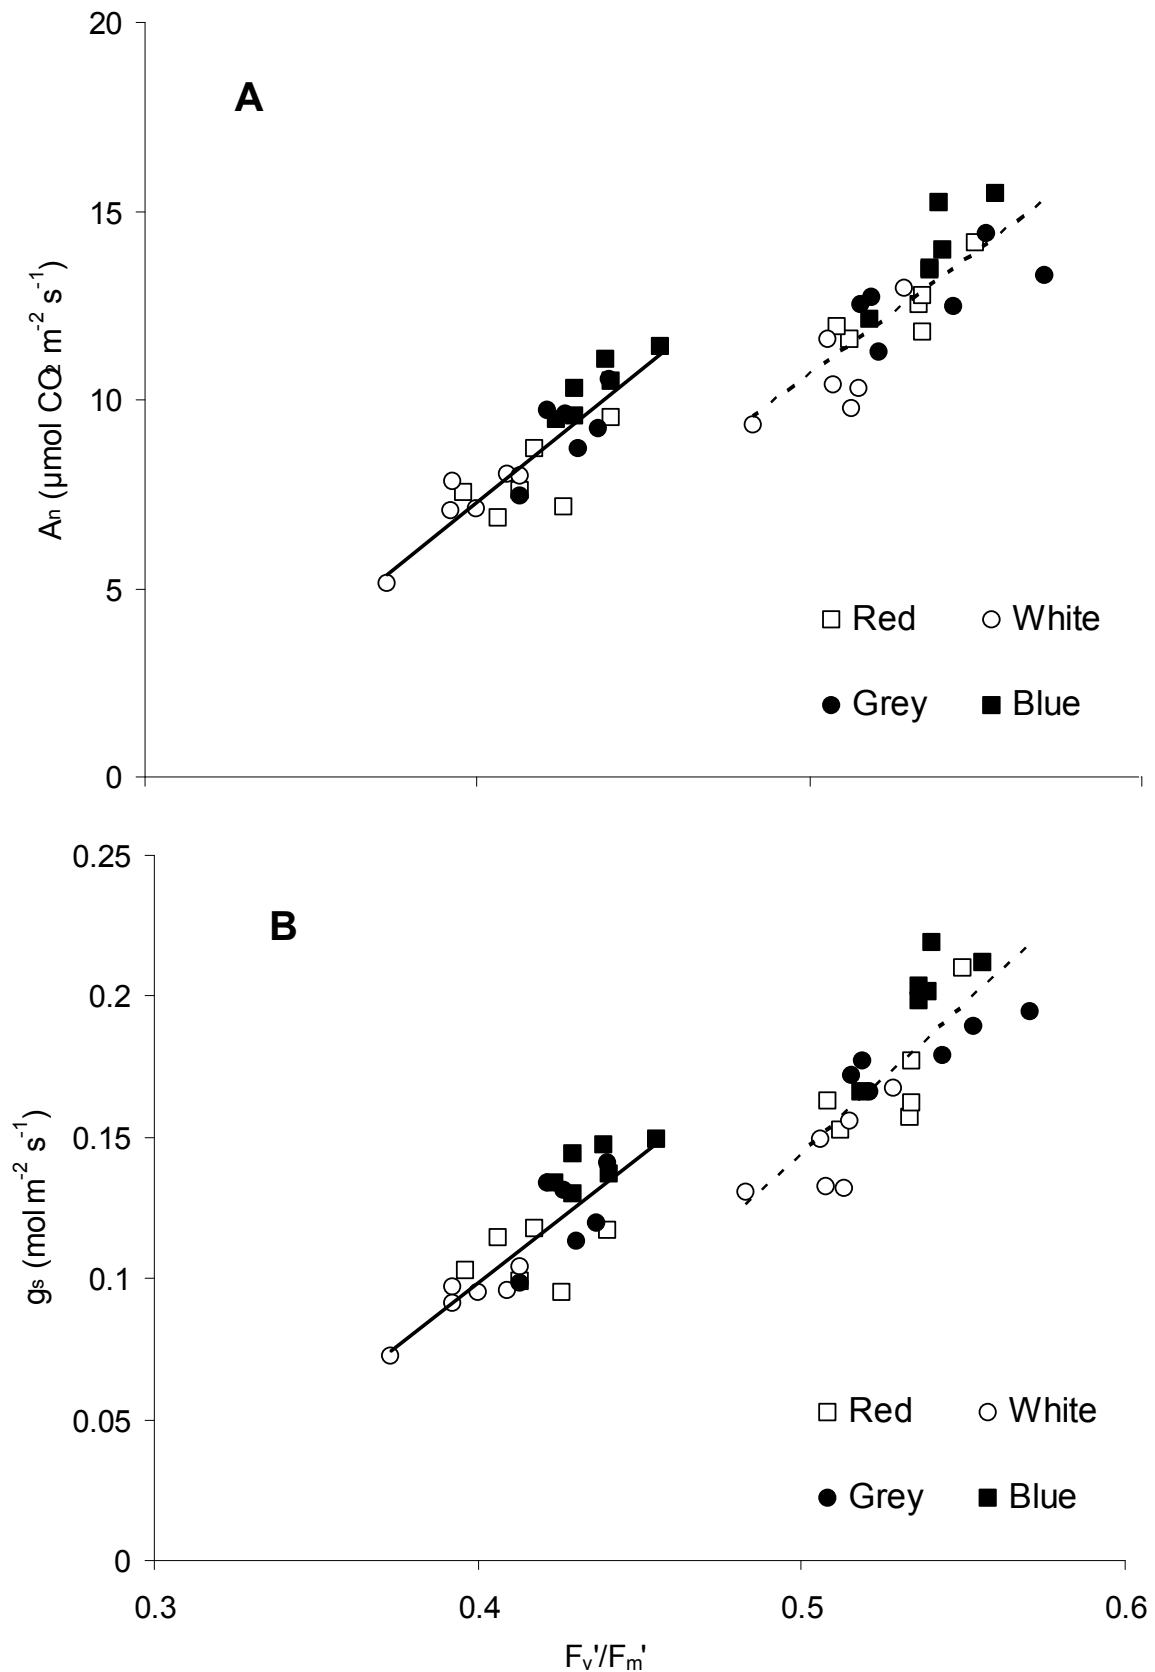 20
A
15
10
5
0
An (µmol CO2 m-2 s-1)
Red White
Grey Blue
0.25
B
0.2
0.15
0.1
0.05
0
gs (mol m-2 s-1)
Red White
Grey Blue
0.3 0.4 0.5 0.6
Fv'/Fm'